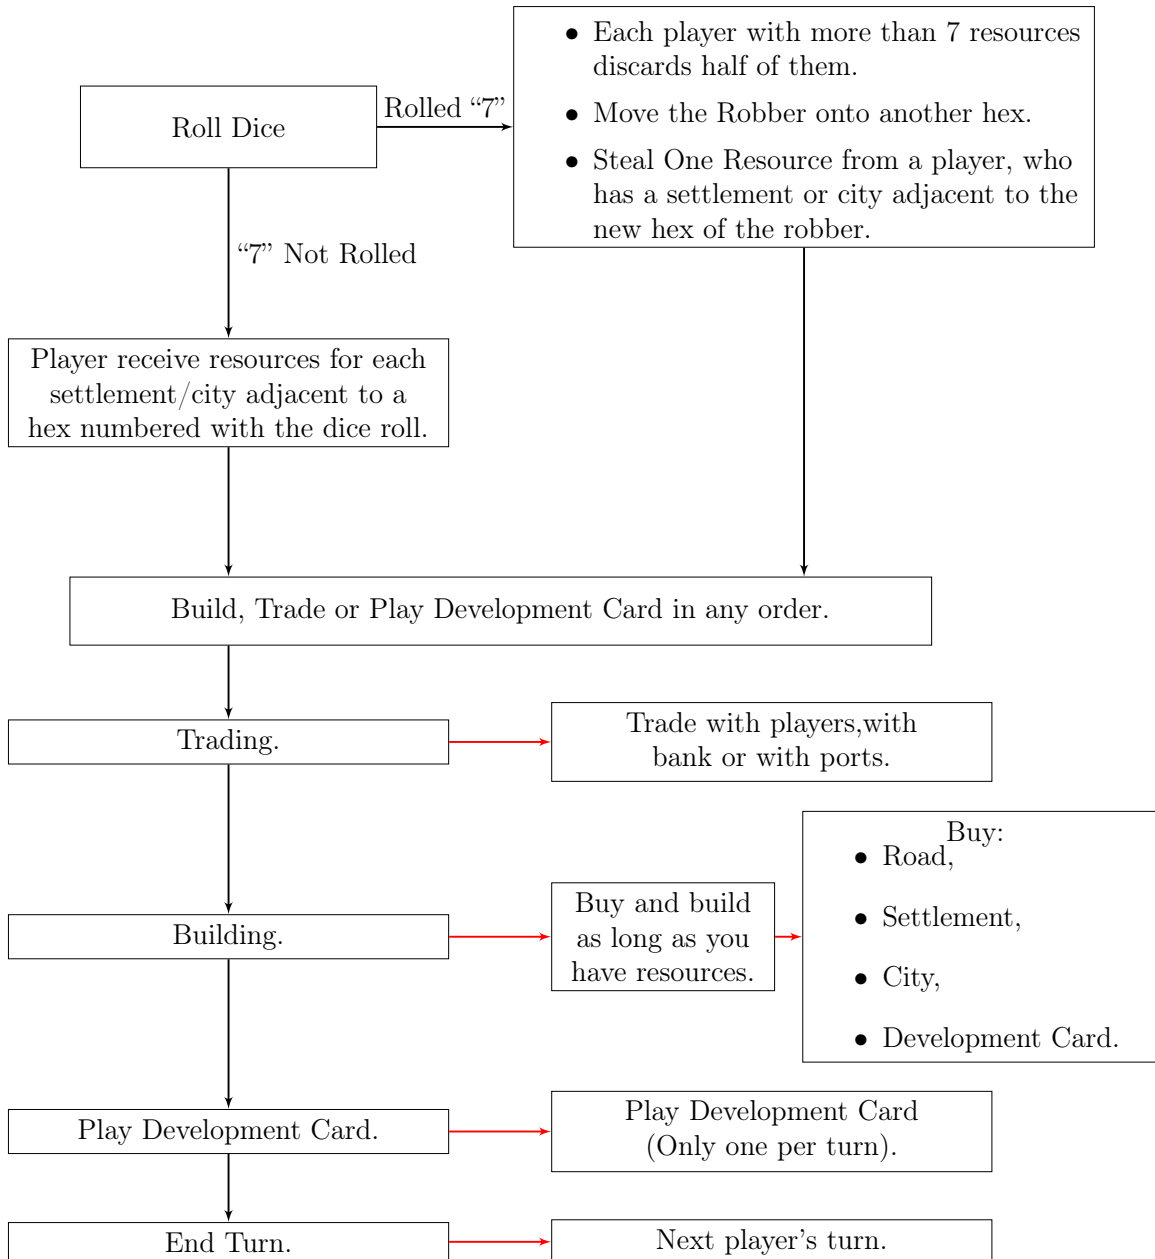 Roll Dice
Rolled “7”
• Each player with more than 7 resources
discards half of them.
• Move the Robber onto another hex.
• Steal One Resource from a player, who
has a settlement or city adjacent to the
new hex of the robber.
“7” Not Rolled
Player receive resources for each
settlement/city adjacent to a
hex numbered with the dice roll.
Build, Trade or Play Development Card in any order.
Trading.
Trade with players,with
bank or with ports.
Building.
Buy and build
as long as you
have resources.
Buy:
• Road,
• Settlement,
• City,
• Development Card.
Play Development Card.
Play Development Card
(Only one per turn).
End Turn.
Next player’s turn.